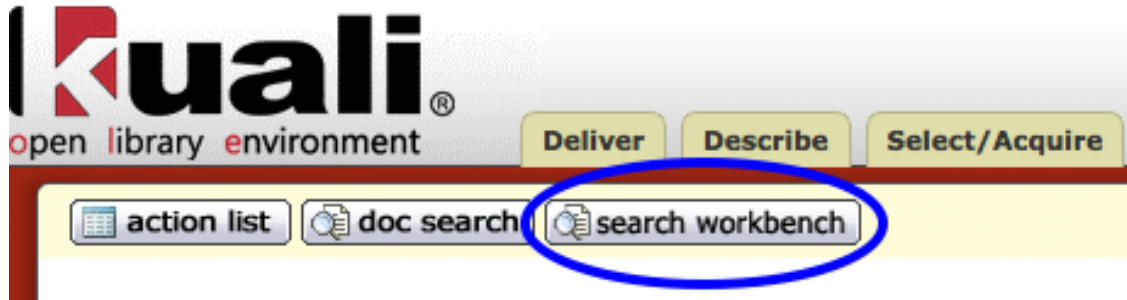 kuali®
open library environment
Deliver Describe Select/Acquire
action list doc search search workbench